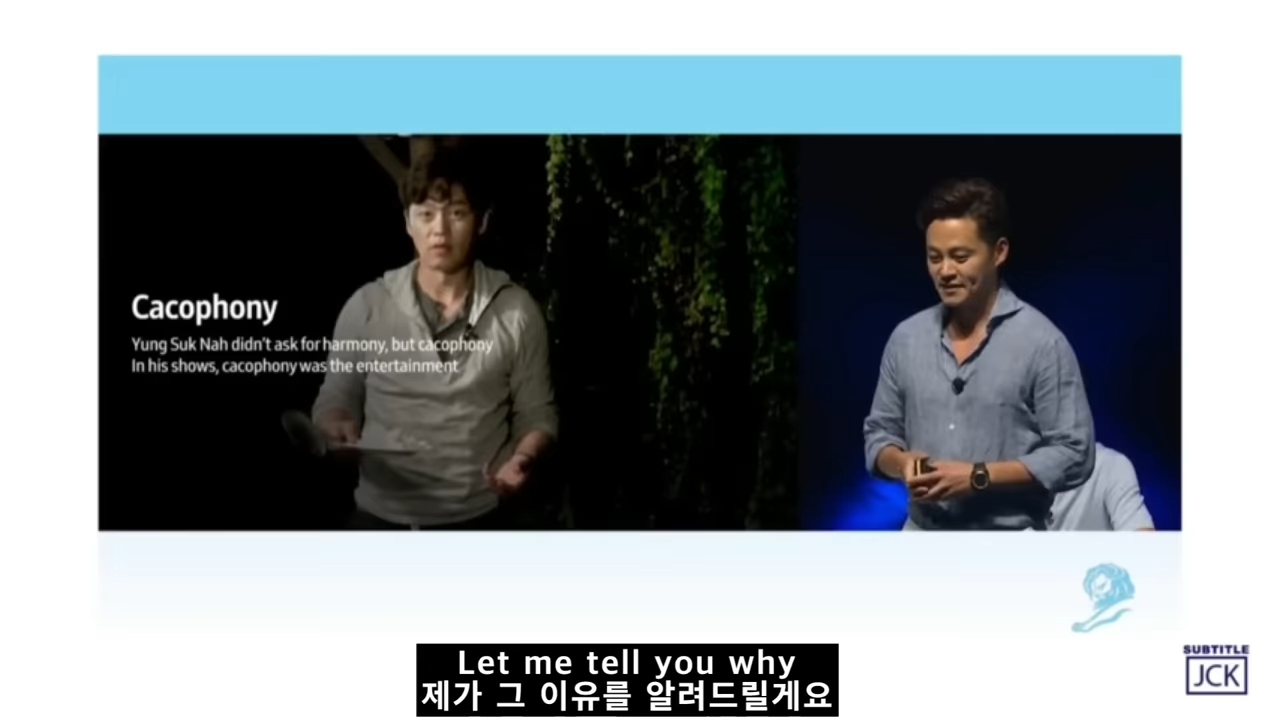 Cacophony
Yung Suk Nah didn't ask for harmony, but cacophony
In his shows, cacophony was the entertainment
Let me tell you why
제가 그 이유를 알려드릴게요
SUBTITLE
JCK